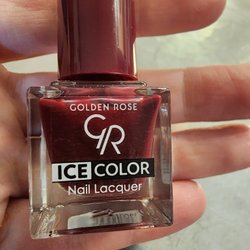 GOLDEN ROSE
GR
ICE COLOR
Nail Lacquer